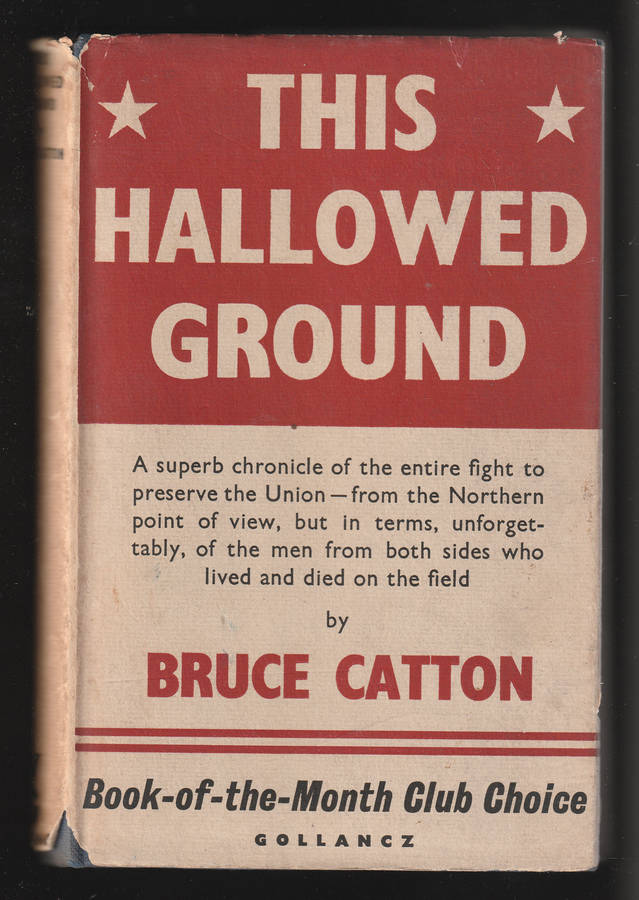 THIS
HALLOWED
GROUND
A superb chronicle of the entire fight to
preserve the Union—from the Northern
point of view, but in terms, unforget-
tably, of the men from both sides who
lived and died on the field
by
BRUCE CATTON
Book-of-the-Month Club Choice
GOLLANCZ